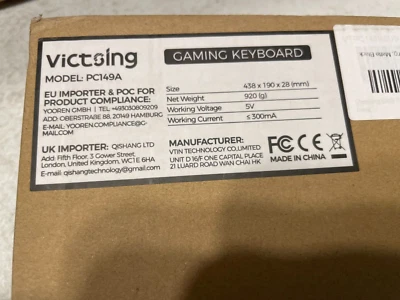 Victsing
GAMING KEYBOARD
MODEL: PC149A
EU IMPORTER & POC FOR
PRODUCT COMPLIANCE:
YOOREN GMBH | TEL: +493050809209
ADD: OBERSTRAßE 88, 20149 HAMBURG
E-MAIL: YOOREN.COMPLIANCE@G-
MAIL.COM
UK IMPORTER: QISHANG LTD
Add: Fifth Floor, 3 Gower Street,
London, United Kingdom, WC1E 6HA
E-mail: qishangtechnology@gmail.com
Size 438 x 190 x 28 (mm)
Net Weight 920 (g)
Working Voltage 5V
Working Current ≤ 300mA
MANUFACTURER:
VTIN TECHNOLOGY CO.,LIMITED
UNIT D 16/F ONE CAPITAL PLACE
21 LUARD ROAD WAN CHAI HK
FC CE
MADE IN CHINA